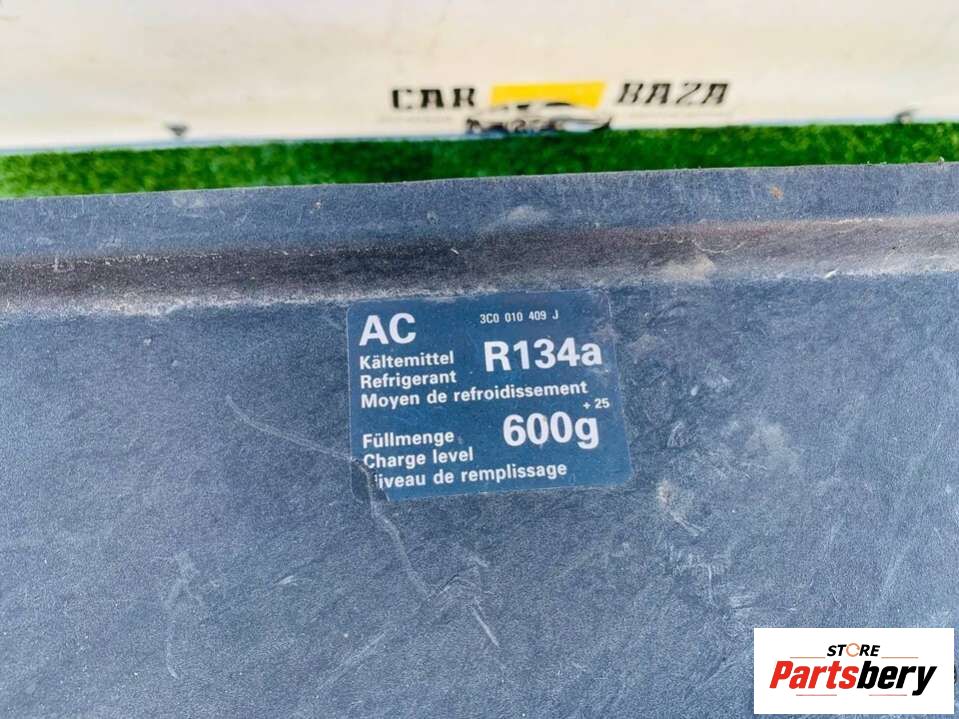 CAR BAZA
AC 3C0 010 409 J
Kältemittel R134a
Refrigerant
Moyen de refroidissement
+ 25
Füllmenge 600g
Charge level
iveau de remplissage
STORE
Partsbery